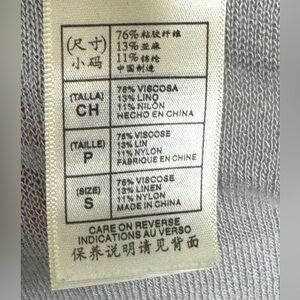 (尺寸)
小码
76%粘胶纤维
13%亚麻
11%锦纶
中国制造
(TALLA)
CH
76% VISCOSA
13% LINO
11% NILÓN
HECHO EN CHINA
(TAILLE)
P
76% VISCOSE
13% LIN
11% NYLON
FABRIQUE EN CHINE
(SIZE)
S
76% VISCOSE
13% LINEN
11% NYLON
MADE IN CHINA
CARE ON REVERSE
INDICATIONS AU VERSO
保养说明请见背面